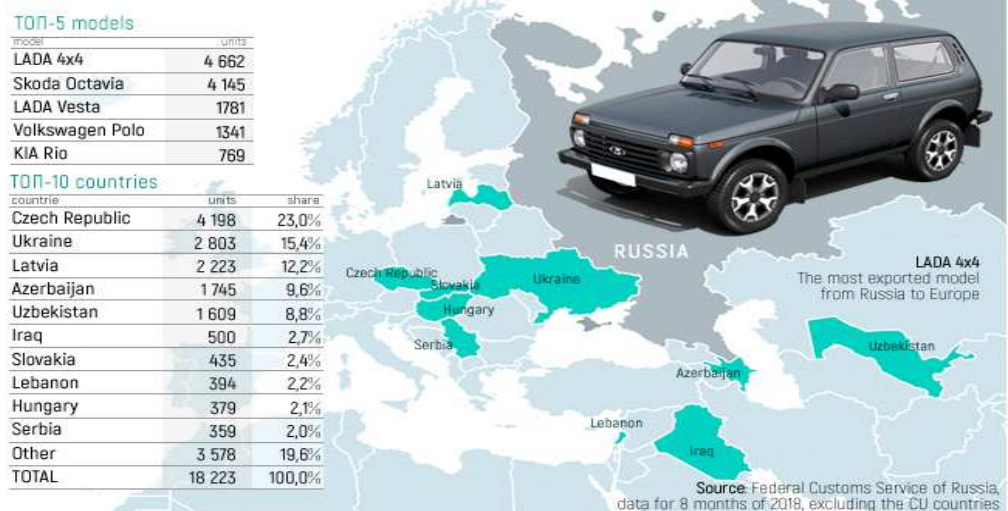 ТОП-5 models
model units
LADA 4x4 4 662
Skoda Octavia 4 145
LADA Vesta 1781
Volkswagen Polo 1341
KIA Rio 769
ТОП-10 countries
countrie units share
Czech Republic 4 198 23,0%
Ukraine 2 803 15,4%
Latvia 2 223 12,2%
Azerbaijan 1 745 9,6%
Uzbekistan 1 609 8,8%
Iraq 500 2,7%
Slovakia 435 2,4%
Lebanon 394 2,2%
Hungary 379 2,1%
Serbia 359 2,0%
Other 3 578 19,6%
TOTAL 18 223 100,0%
Latvia
RUSSIA
Czech Republic
Slovakia
Ukraine
Hungary
Serbia
LADA 4x4
The most exported model
from Russia to Europe
Uzbekistan
Azerbaijan
Lebanon
Iraq
Source: Federal Customs Service of Russia,
data for 8 months of 2018, excluding the CU countries